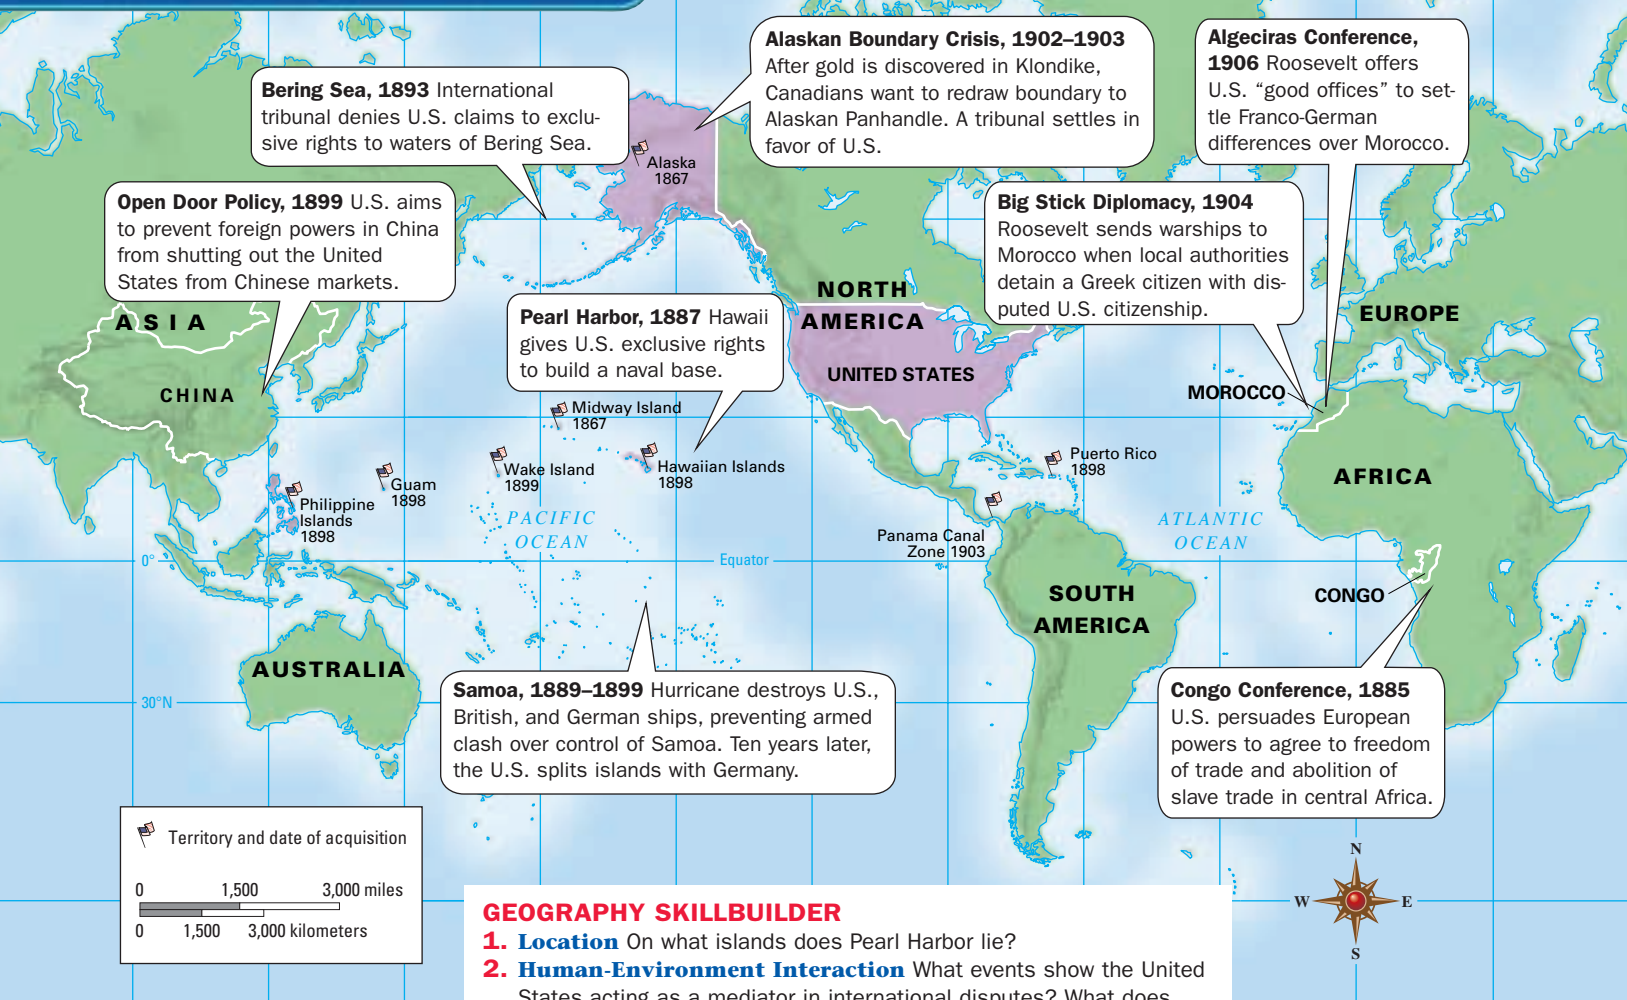 Alaskan Boundary Crisis, 1902–1903
After gold is discovered in Klondike,
Canadians want to redraw boundary to
Alaskan Panhandle. A tribunal settles in
favor of U.S.
Algeciras Conference,
1906 Roosevelt offers
U.S. “good offices” to set-
tle Franco-German
differences over Morocco.
Bering Sea, 1893 International
tribunal denies U.S. claims to exclu-
sive rights to waters of Bering Sea.
Alaska
1867
Open Door Policy, 1899 U.S. aims
to prevent foreign powers in China
from shutting out the United
States from Chinese markets.
Big Stick Diplomacy, 1904
Roosevelt sends warships to
Morocco when local authorities
detain a Greek citizen with dis-
puted U.S. citizenship.
Pearl Harbor, 1887 Hawaii
gives U.S. exclusive rights
to build a naval base.
NORTH
AMERICA
UNITED STATES
ASIA
CHINA
EUROPE
MOROCCO
AFRICA
Midway Island
1867
Wake Island
1899
Hawaiian Islands
1898
Guam
1898
Philippine
Islands
1898
Puerto Rico
1898
Panama Canal
Zone 1903
PACIFIC
OCEAN
ATLANTIC
OCEAN
0°
Equator
SOUTH
AMERICA
CONGO
AUSTRALIA
30°N
Samoa, 1889–1899 Hurricane destroys U.S.,
British, and German ships, preventing armed
clash over control of Samoa. Ten years later,
the U.S. splits islands with Germany.
Congo Conference, 1885
U.S. persuades European
powers to agree to freedom
of trade and abolition of
slave trade in central Africa.
Territory and date of acquisition
0 1,500 3,000 miles
0 1,500 3,000 kilometers
N
W E
S
GEOGRAPHY SKILLBUILDER
1. Location On what islands does Pearl Harbor lie?
2. Human-Environment Interaction What events show the United
States acting as a mediator in international disputes? What does